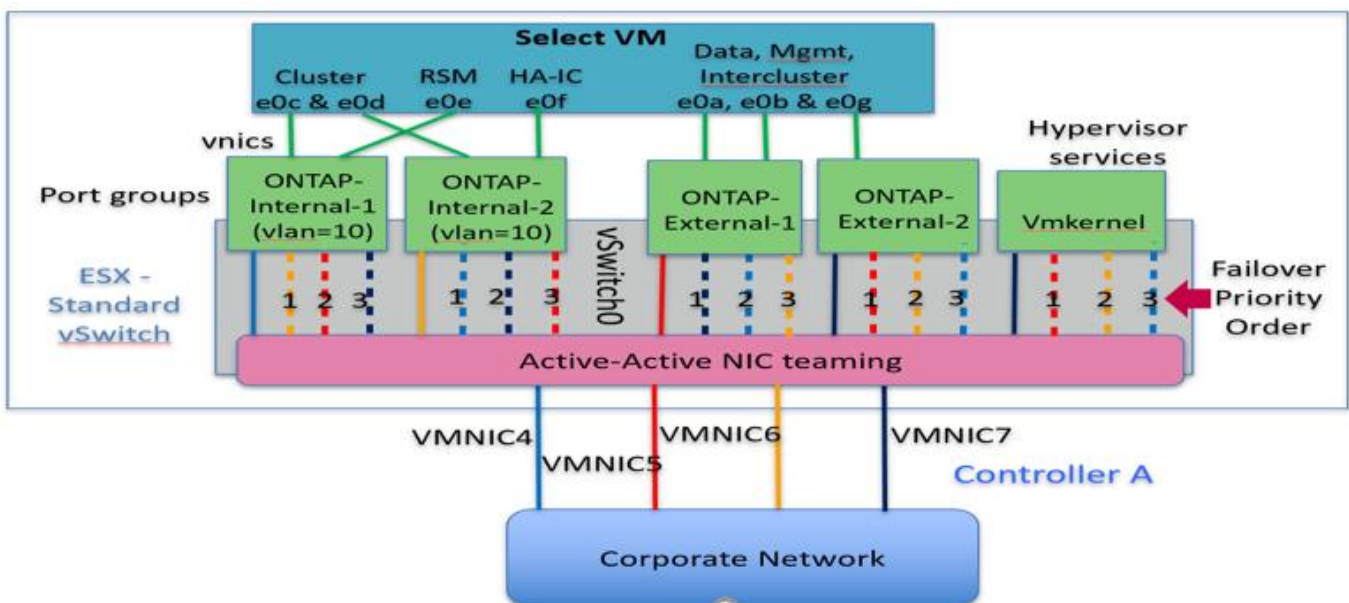 Select VM
Cluster
e0c & e0d
RSM
e0e
HA-IC
e0f
Data, Mgmt,
Intercluster
e0a, e0b & e0g
vnics
Hypervisor
services
Port groups
ONTAP-
Internal-1
(vlan=10)
ONTAP-
Internal-2
(vlan=10)
ONTAP-
External-1
ONTAP-
External-2
Vmkernel
ESX -
Standard
vSwitch
1 2 3
1 2 3
vSwitch0
1 2 3
1 2 3
1 2 3
Failover
Priority
Order
Active-Active NIC teaming
VMNIC4
VMNIC5
VMNIC6
VMNIC7
Controller A
Corporate Network